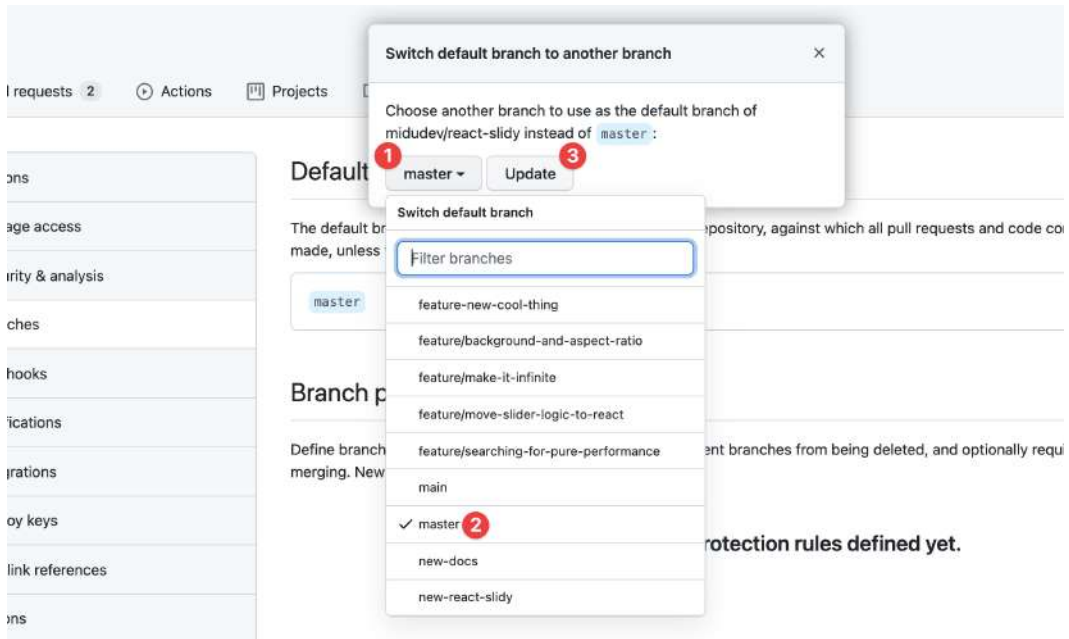 Switch default branch to another branch
requests 2 Actions Projects
Choose another branch to use as the default branch of
midudev/react-slidy instead of master :
1 3
master Update
Default
Switch default branch
The default br epository, against which all pull requests and code co
made, unless
Filter branches
master
feature-new-cool-thing
feature/background-and-aspect-ratio
feature/make-it-infinite
feature/move-slider-logic-to-react
feature/searching-for-pure-performance
main
master 2
new-docs
new-react-slidy
Branch p
Define branch ent branches from being deleted, and optionally requi
merging. New
rotection rules defined yet.
ons
age access
urity & analysis
ches
hooks
fications
grations
oy keys
link references
ons